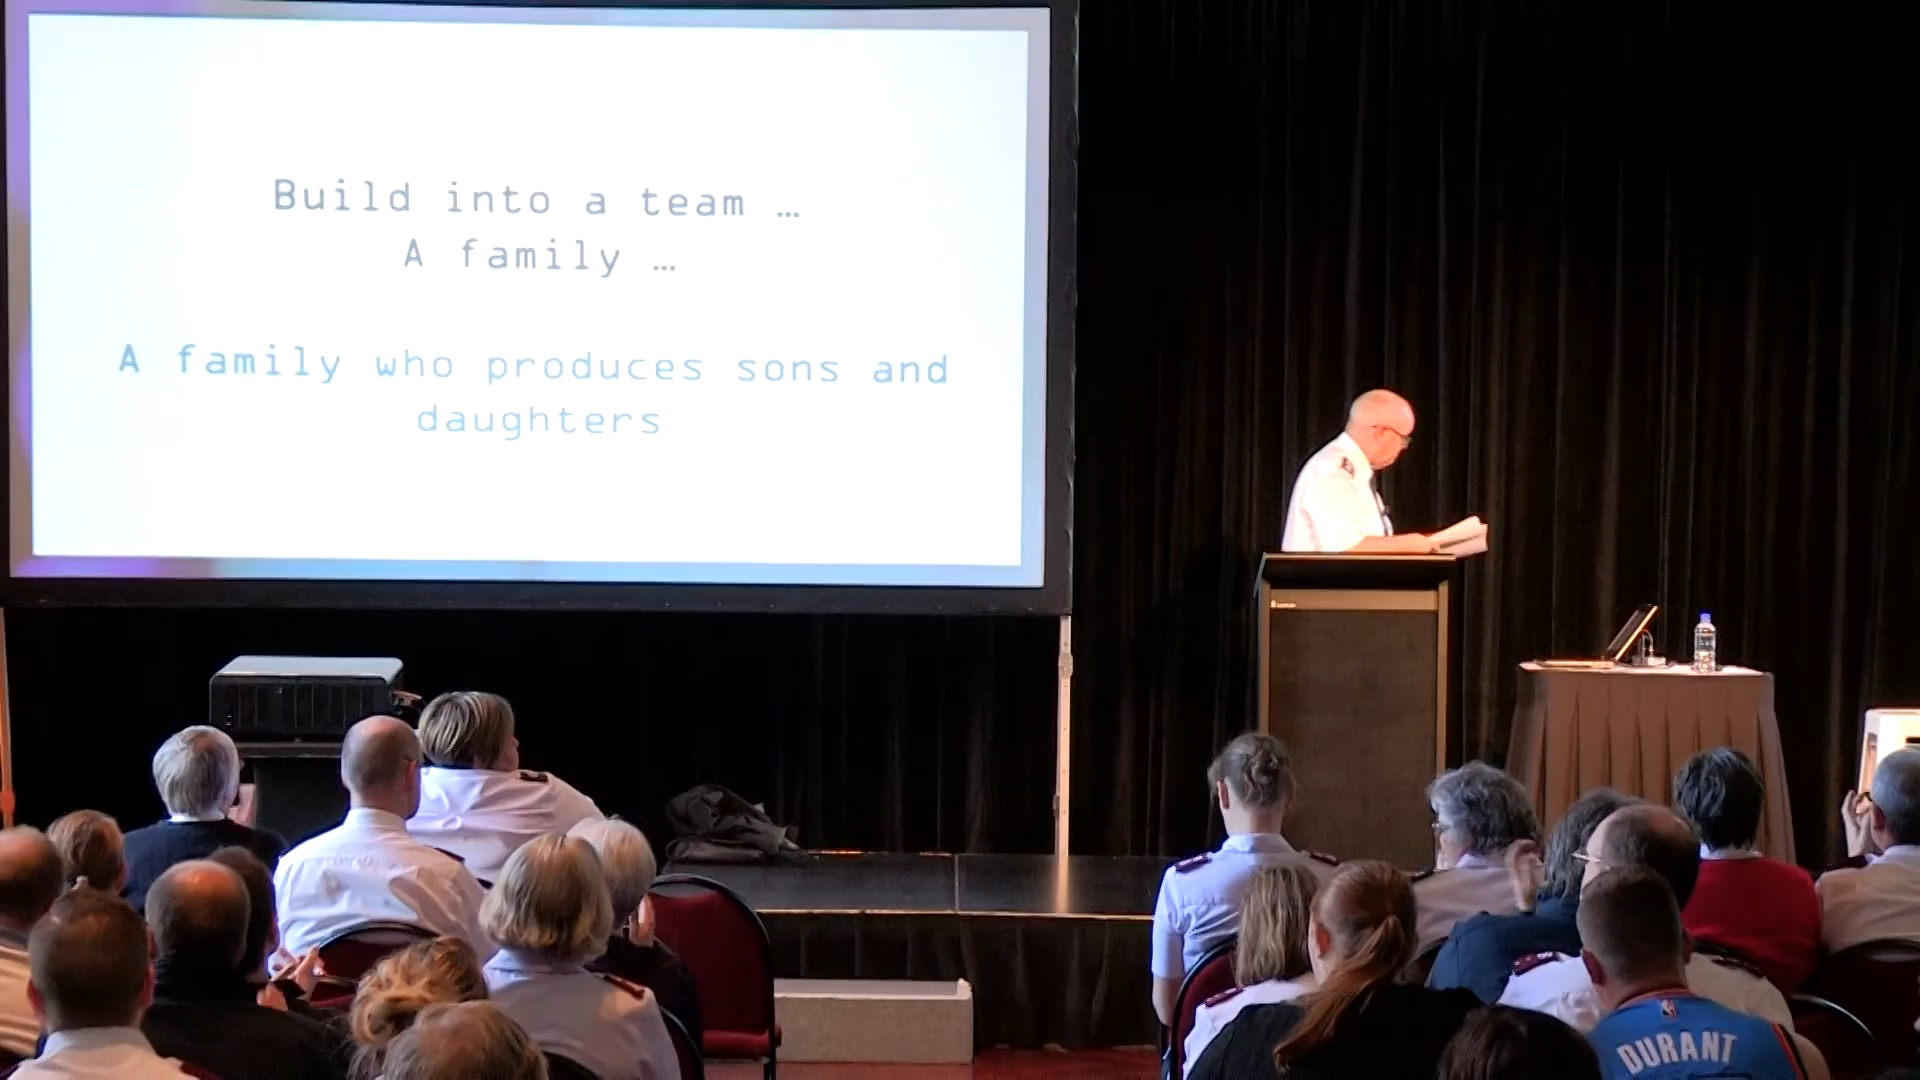 Build into a team …
A family …
A family who produces sons and
daughters
DURANT